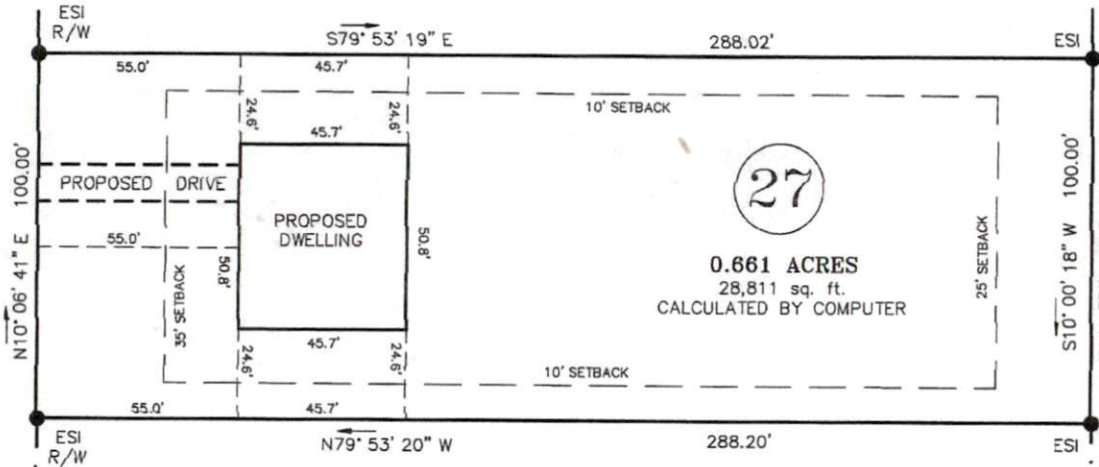 ESI
R/W
S79° 53' 19" E
288.02'
ESI
55.0'
45.7'
24.6'
24.6'
10' SETBACK
45.7'
N10° 06' 41" E 100.00'
PROPOSED DRIVE
27
S10° 00' 18" W 100.00'
PROPOSED
DWELLING
55.0'
50.8'
50.8'
0.661 ACRES
28,811 sq. ft.
CALCULATED BY COMPUTER
25' SETBACK
35' SETBACK
45.7'
24.6'
24.6'
10' SETBACK
55.0'
45.7'
ESI
R/W
N79° 53' 20" W
288.20'
ESI